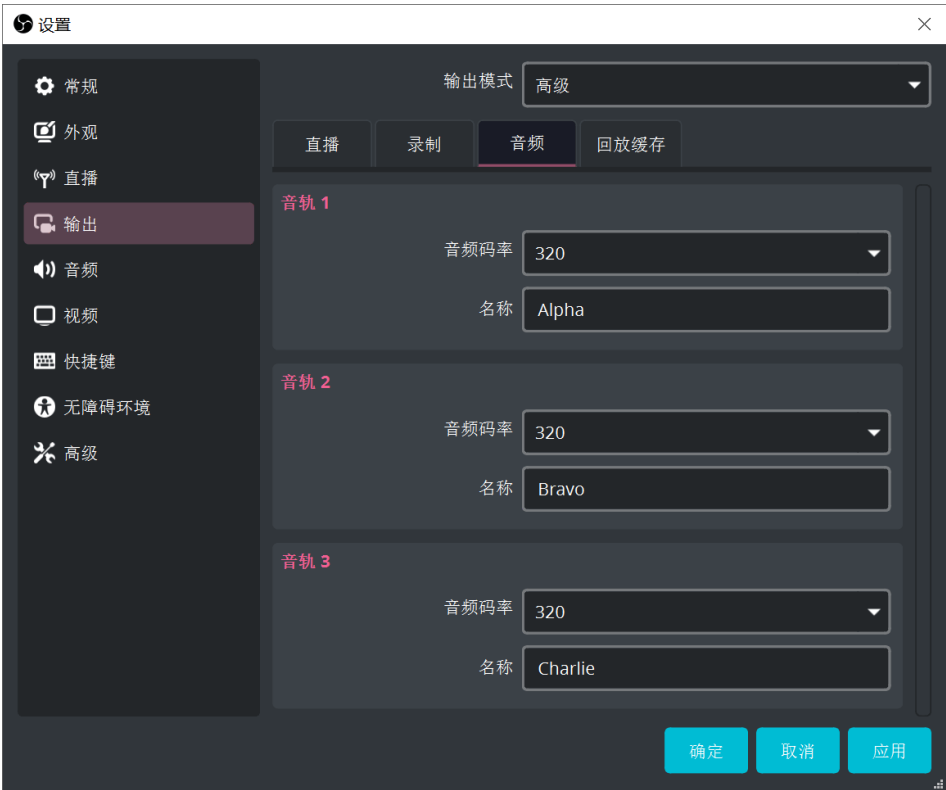 设置
常规
外观
直播
输出
音频
视频
快捷键
无障碍环境
高级
输出模式 高级
直播 录制 音频 回放缓存
音轨 1
音频码率 320
名称 Alpha
音轨 2
音频码率 320
名称 Bravo
音轨 3
音频码率 320
名称 Charlie
确定 取消 应用